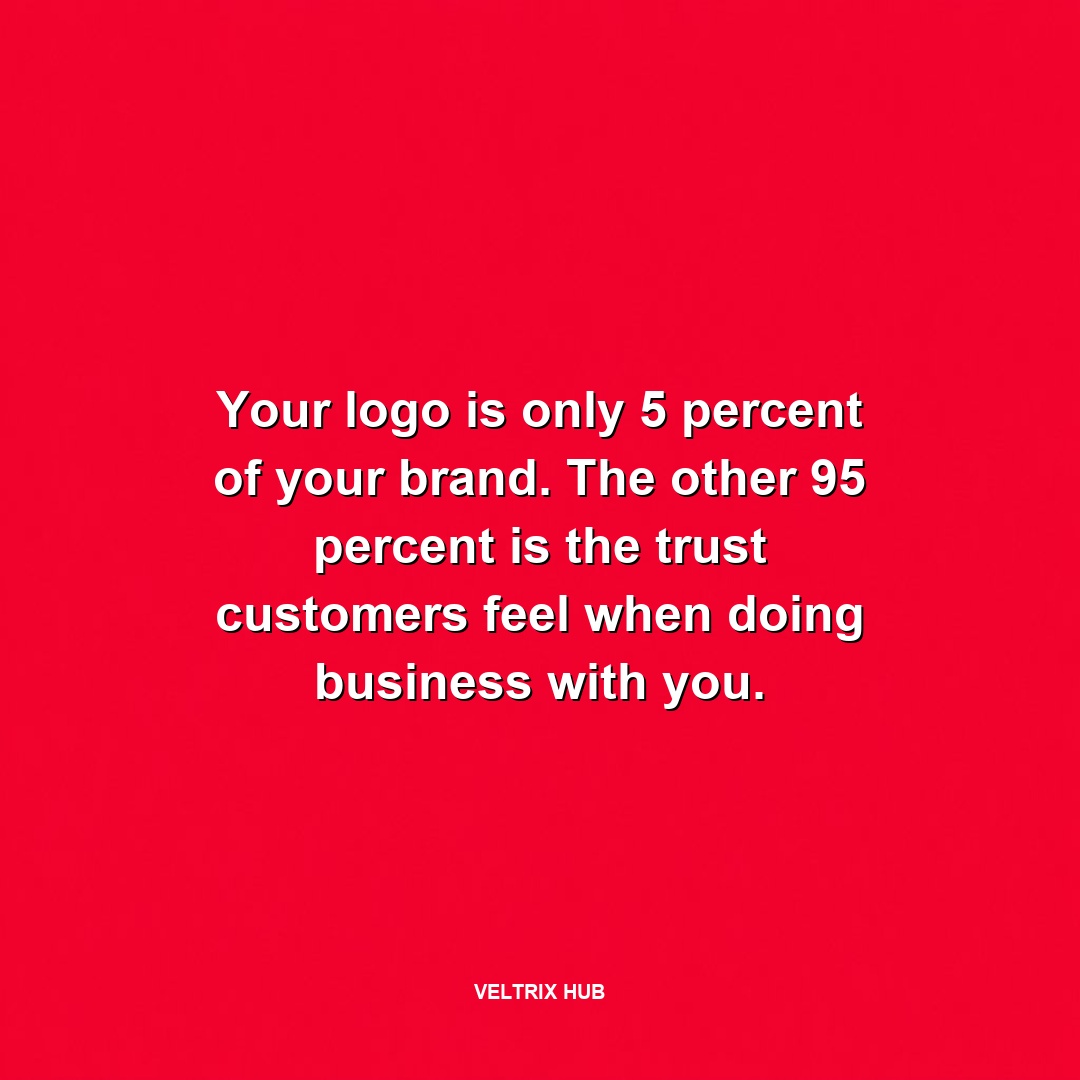 Your logo is only 5 percent
of your brand. The other 95
percent is the trust
customers feel when doing
business with you.
VELTRIX HUB